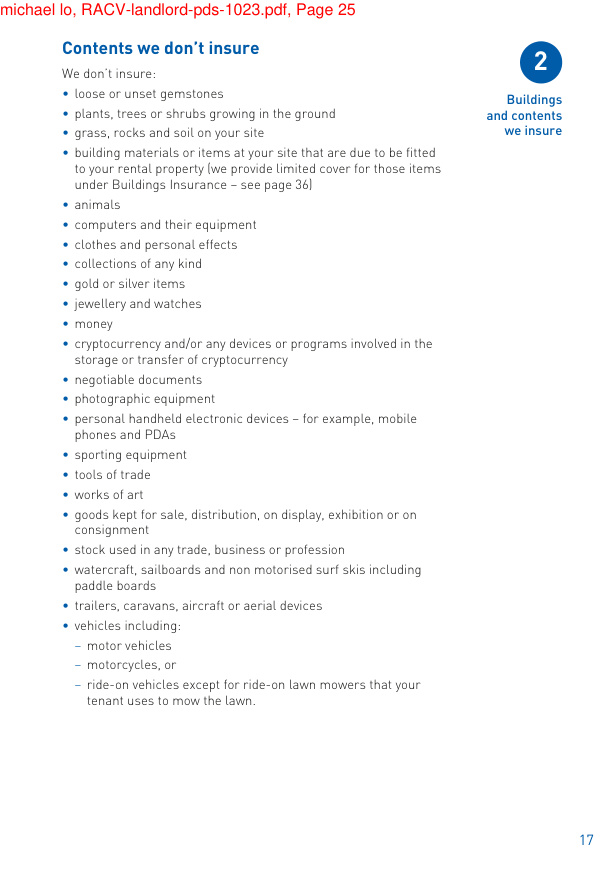 michael lo, RACV-landlord-pds-1023.pdf, Page 25
Contents we don't insure
We don't insure:
• loose or unset gemstones
• plants, trees or shrubs growing in the ground
• grass, rocks and soil on your site
• building materials or items at your site that are due to be fitted
to your rental property (we provide limited cover for those items
under Buildings Insurance – see page 36)
• animals
• computers and their equipment
• clothes and personal effects
• collections of any kind
• gold or silver items
• jewellery and watches
• money
• cryptocurrency and/or any devices or programs involved in the
storage or transfer of cryptocurrency
• negotiable documents
• photographic equipment
• personal handheld electronic devices – for example, mobile
phones and PDAs
• sporting equipment
• tools of trade
• works of art
• goods kept for sale, distribution, on display, exhibition or on
consignment
• stock used in any trade, business or profession
• watercraft, sailboards and non motorised surf skis including
paddle boards
• trailers, caravans, aircraft or aerial devices
• vehicles including:
– motor vehicles
– motorcycles, or
– ride-on vehicles except for ride-on lawn mowers that your
tenant uses to mow the lawn.
2
Buildings
and contents
we insure
17